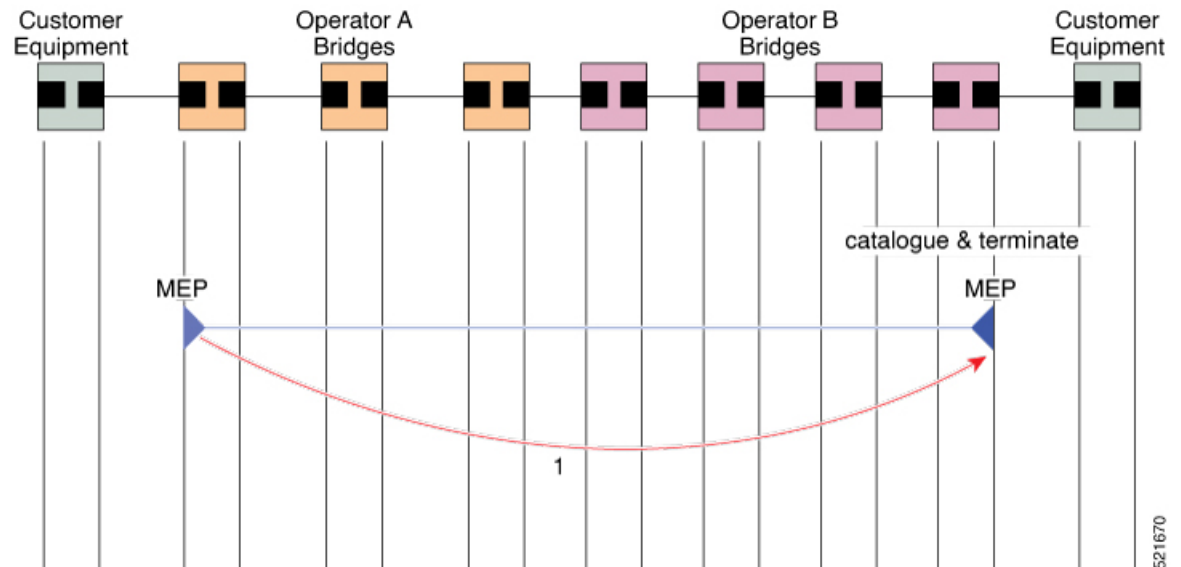 Customer
Equipment
Operator A
Bridges
Operator B
Bridges
Customer
Equipment
catalogue & terminate
MEP
MEP
1
521670